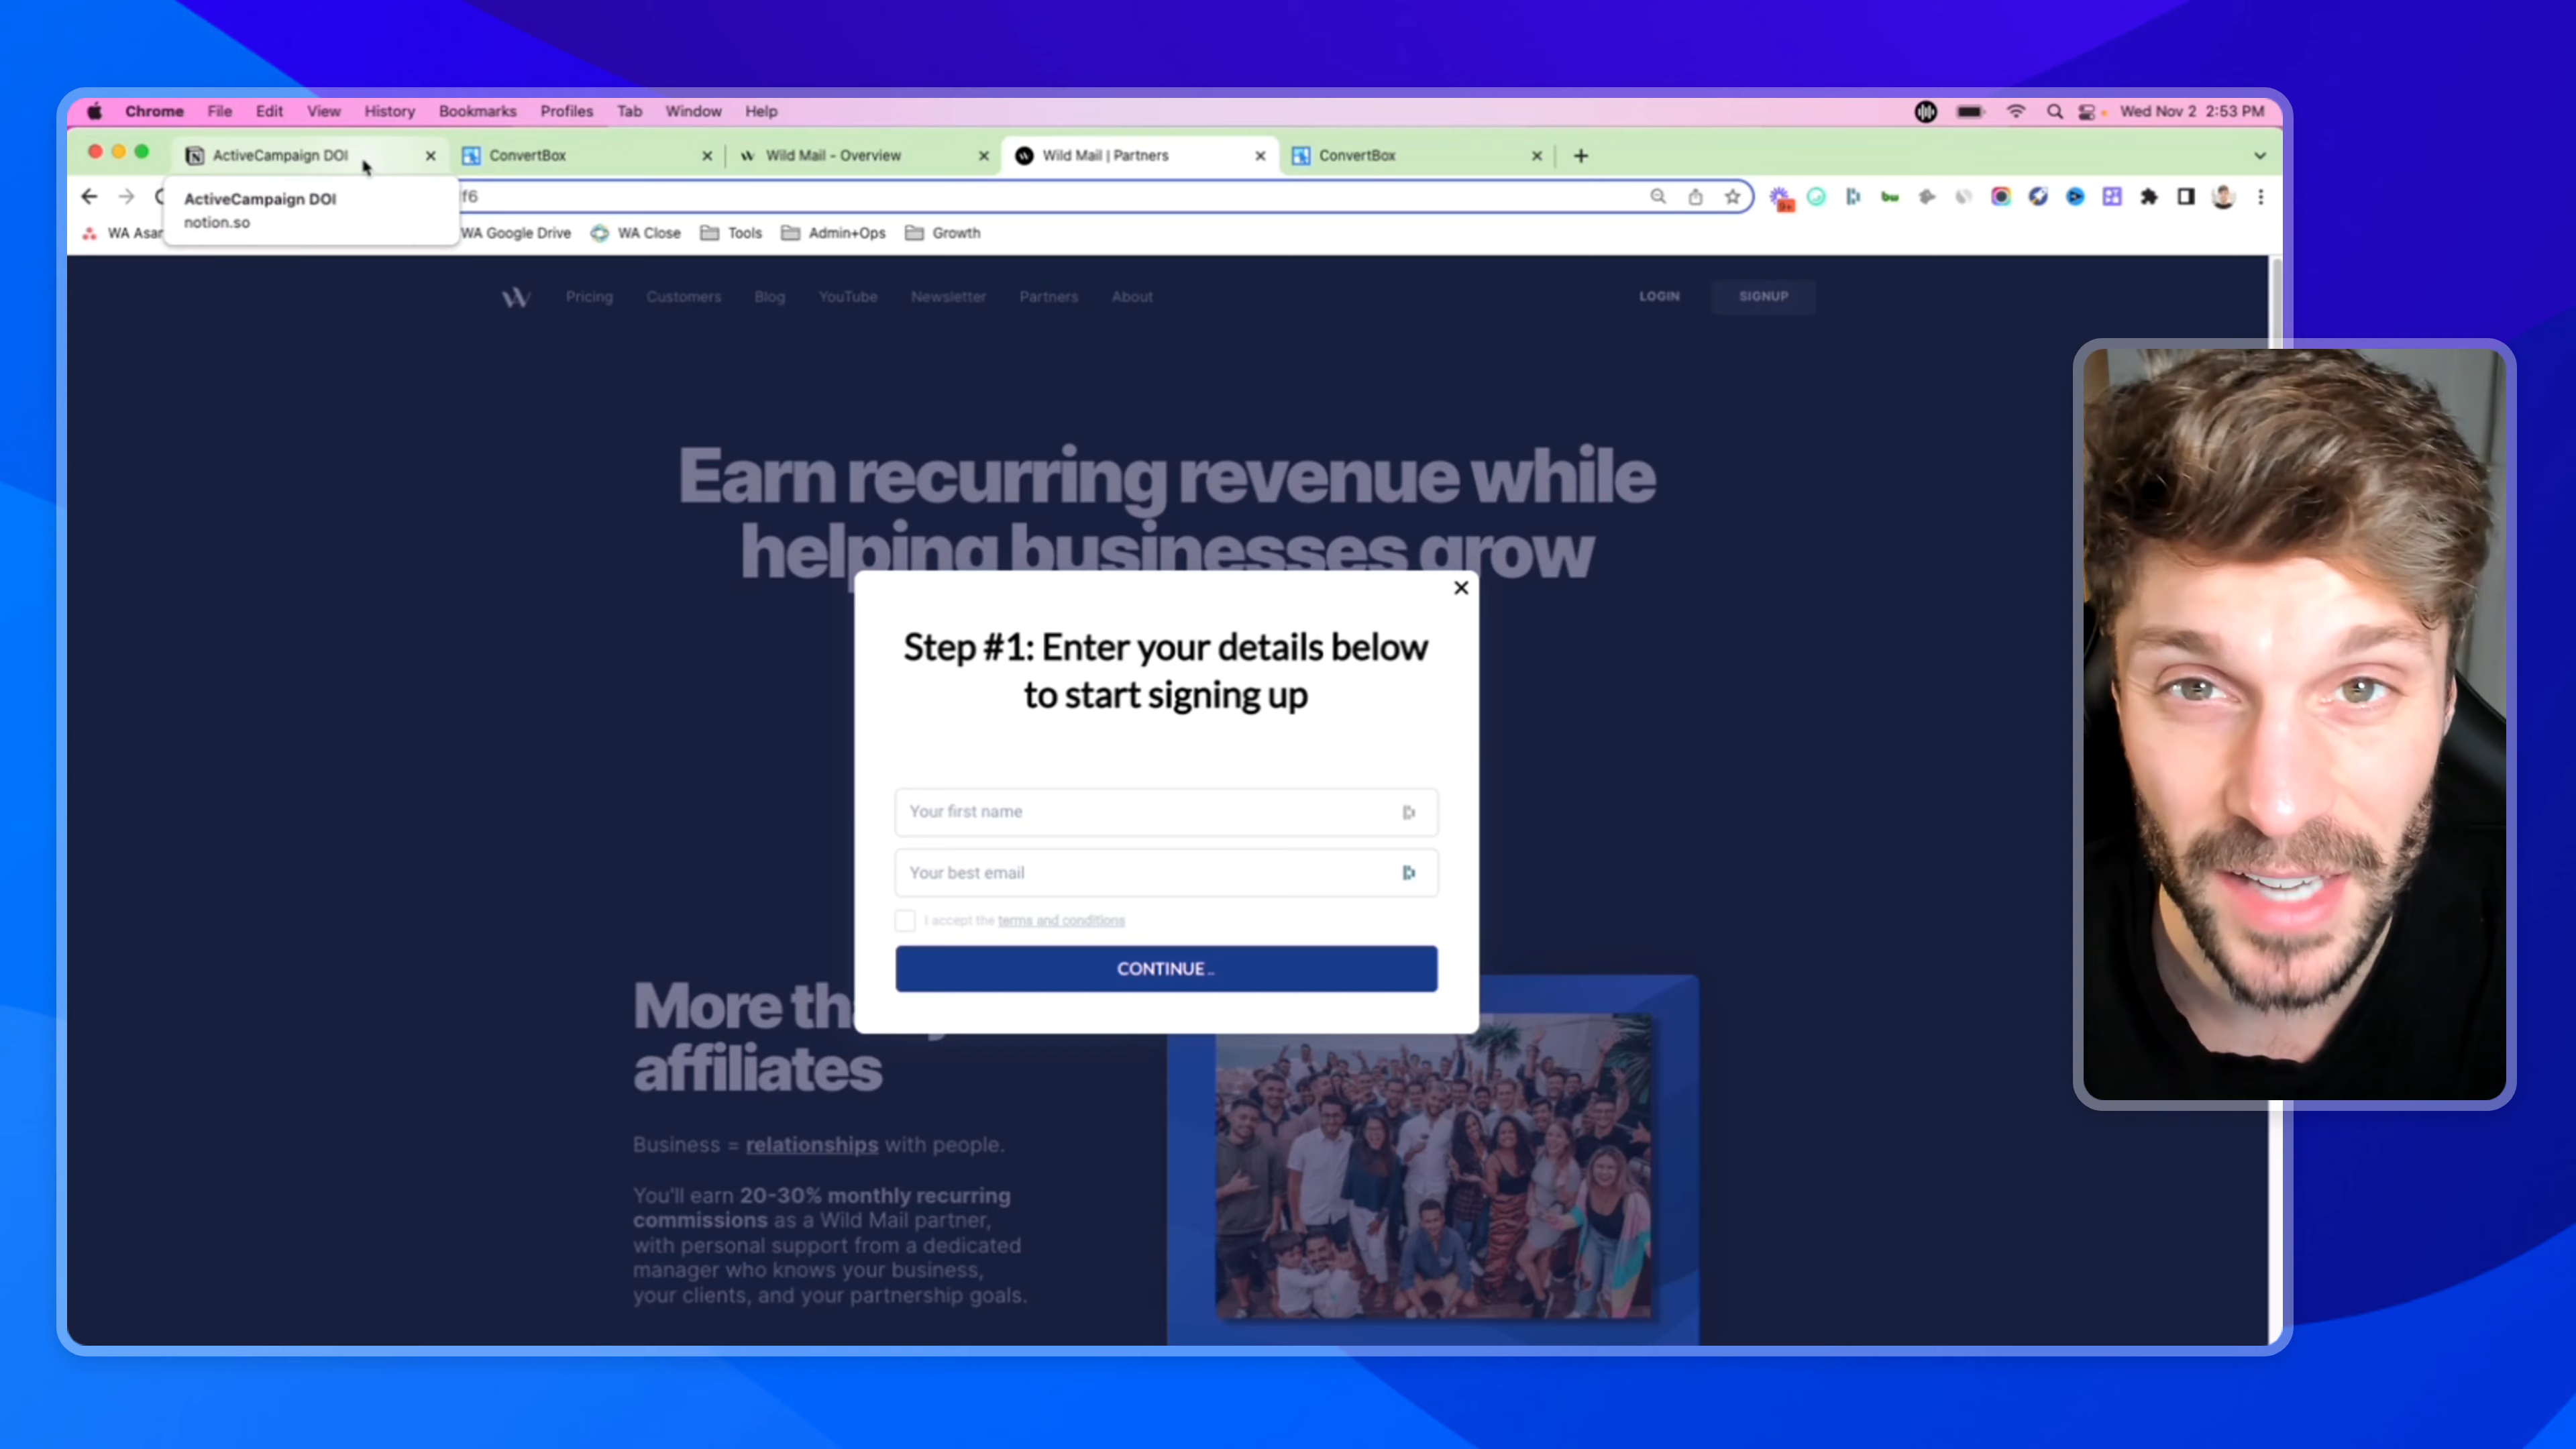 Chrome File Edit View History Bookmarks Profiles Tab Window Help
Wed Nov 2 2:53 PM
ActiveCampaign DOI
ConvertBox
Wild Mail - Overview
Wild Mail | Partners
ConvertBox
ActiveCampaign DOI
notion.so
f6
9+
bw
WA Asan
WA Google Drive
WA Close
Tools
Admin+Ops
Growth
Pricing Customers Blog YouTube Newsletter Partners About
LOGIN SIGNUP
Earn recurring revenue while
helping businesses grow
Step #1: Enter your details below
to start signing up
Your first name
Your best email
I accept the terms and conditions
CONTINUE..
More th
affiliates
Business = relationships with people.
You'll earn 20-30% monthly recurring
commissions as a Wild Mail partner,
with personal support from a dedicated
manager who knows your business,
your clients, and your partnership goals.